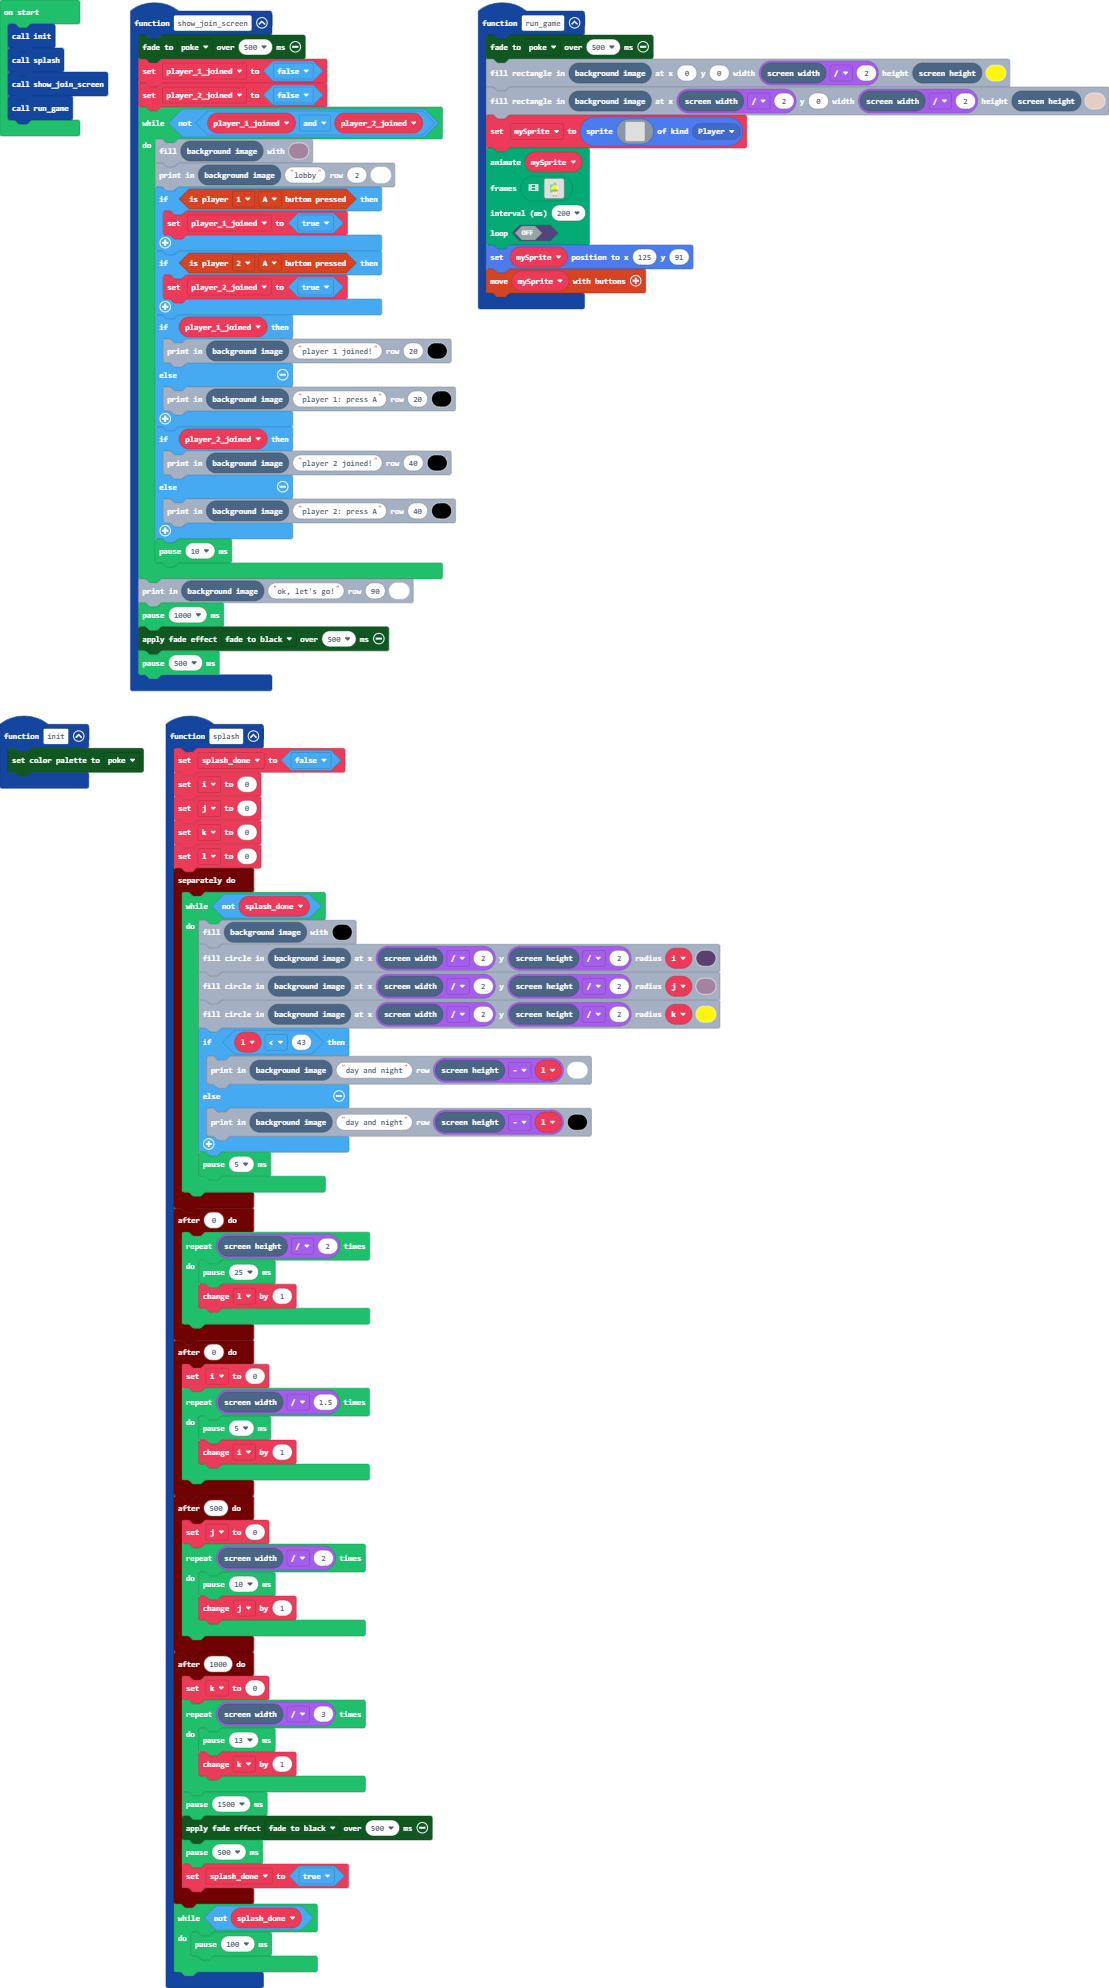 on start
call init
call splash
call show_join_screen
call run_game
function show_join_screen
fade to poke over 500 ms
set player_1_joined to false
set player_2_joined to false
while not player_1_joined and player_2_joined
do
fill background image with
print in background image "lobby" row 2
if is player 1 A button pressed then
set player_1_joined to true
if is player 2 A button pressed then
set player_2_joined to true
if player_1_joined then
print in background image "player 1 joined!" row 20
else
print in background image "player 1: press A" row 20
if player_2_joined then
print in background image "player 2 joined!" row 40
else
print in background image "player 2: press A" row 40
pause 10 ms
print in background image "ok, let's go!" row 90
pause 1000 ms
apply fade effect fade to black over 500 ms
pause 500 ms
function run_game
fade to poke over 500 ms
fill rectangle in background image at x 0 y 0 width screen width / 2 height screen height
fill rectangle in background image at x screen width / 2 y 0 width screen width / 2 height screen height
set mySprite to sprite of kind Player
animate mySprite
frames
interval (ms) 200
loop OFF
set mySprite position to x 125 y 91
move mySprite with buttons
function init
set color palette to poke
function splash
set splash_done to false
set i to 0
set j to 0
set k to 0
set l to 0
separately do
while not splash_done
do
fill background image with
fill circle in background image at x screen width / 2 y screen height / 2 radius i
fill circle in background image at x screen width / 2 y screen height / 2 radius j
fill circle in background image at x screen width / 2 y screen height / 2 radius k
if l < 43 then
print in background image "day and night" row screen height - l
else
print in background image "day and night" row screen height - l
pause 5 ms
after 0 do
repeat screen height / 2 times
do
pause 25 ms
change l by 1
after 0 do
set i to 0
repeat screen width / 1.5 times
do
pause 5 ms
change i by 1
after 500 do
set j to 0
repeat screen width / 2 times
do
pause 10 ms
change j by 1
after 1000 do
set k to 0
repeat screen width / 3 times
do
pause 13 ms
change k by 1
pause 1500 ms
apply fade effect fade to black over 500 ms
pause 500 ms
set splash_done to true
while not splash_done
do
pause 100 ms